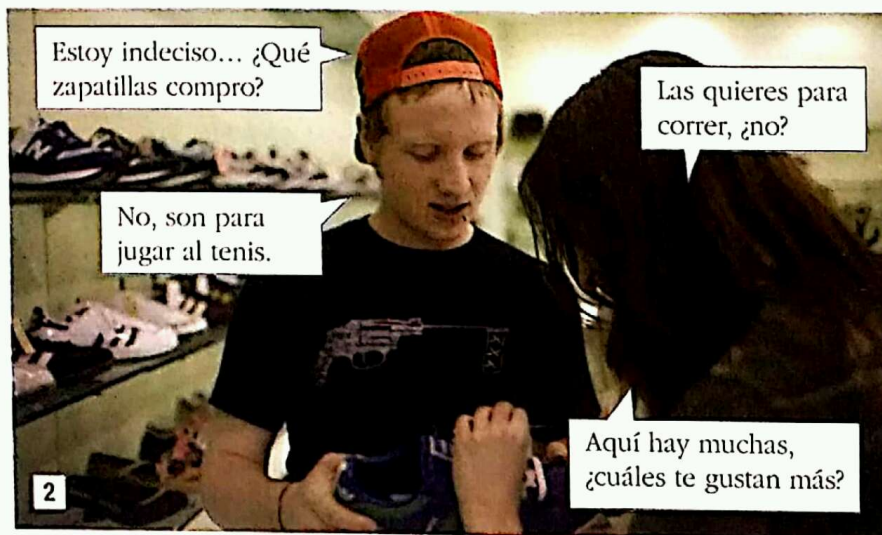 Estoy indeciso... ¿Qué
zapatillas compro?
Las quieres para
correr, ¿no?
No, son para
jugar al tenis.
Aquí hay muchas,
¿cuáles te gustan más?
2